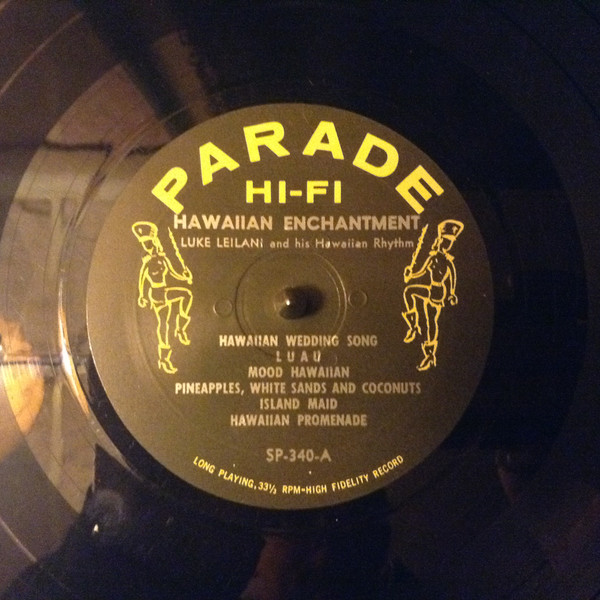 PARADE
HI-FI
HAWAIIAN ENCHANTMENT
LUKE LEILANI and his Hawaiian Rhythm
HAWAIIAN WEDDING SONG
LUAU
MOOD HAWAIIAN
PINEAPPLES, WHITE SANDS AND COCONUTS
ISLAND MAID
HAWAIIAN PROMENADE
SP-340-A
LONG PLAYING, 33⅓ RPM-HIGH FIDELITY RECORD